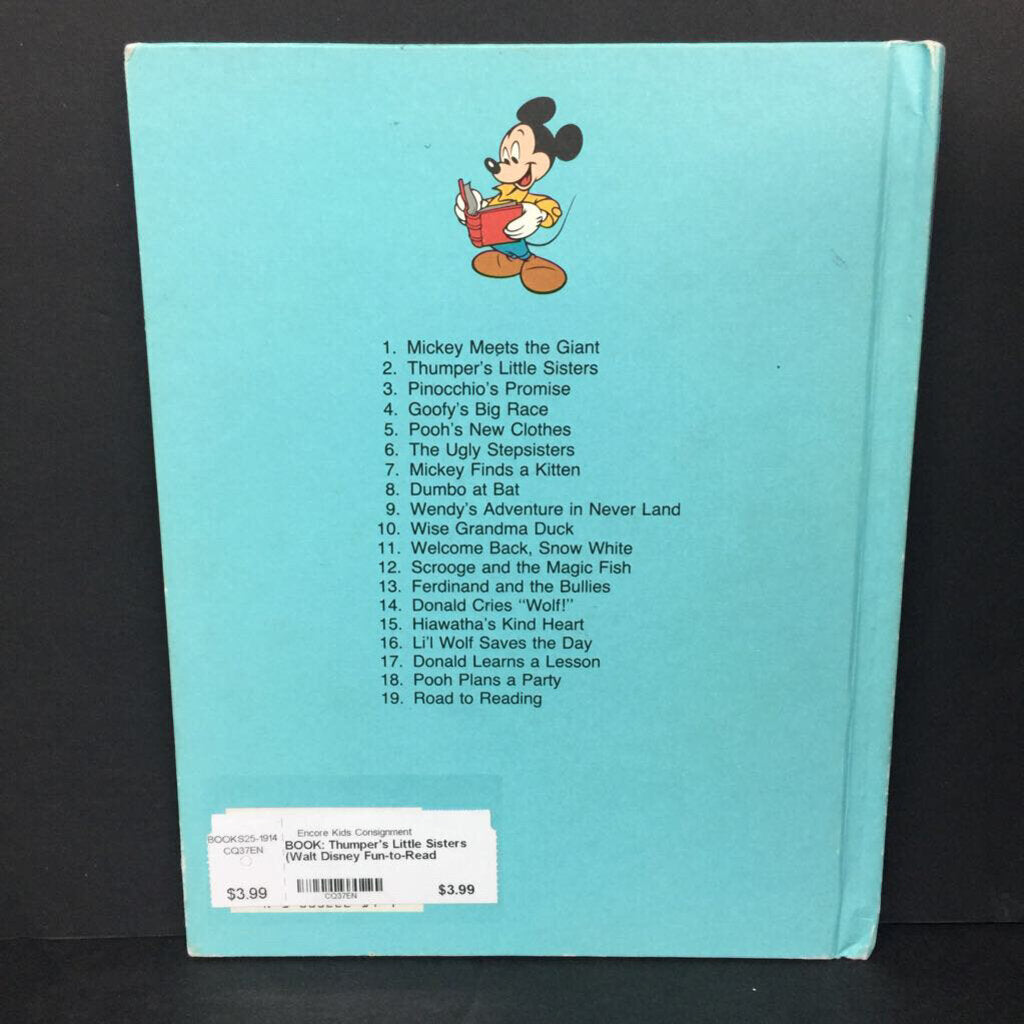 1. Mickey Meets the Giant
2. Thumper's Little Sisters
3. Pinocchio's Promise
4. Goofy's Big Race
5. Pooh's New Clothes
6. The Ugly Stepsisters
7. Mickey Finds a Kitten
8. Dumbo at Bat
9. Wendy's Adventure in Never Land
10. Wise Grandma Duck
11. Welcome Back, Snow White
12. Scrooge and the Magic Fish
13. Ferdinand and the Bullies
14. Donald Cries "Wolf!"
15. Hiawatha's Kind Heart
16. Li'l Wolf Saves the Day
17. Donald Learns a Lesson
18. Pooh Plans a Party
19. Road to Reading
BOOKS25-1914
CQ37EN
$3.99
Encore Kids Consignment
BOOK: Thumper's Little Sisters
(Walt Disney Fun-to-Read
CQ37EN
$3.99